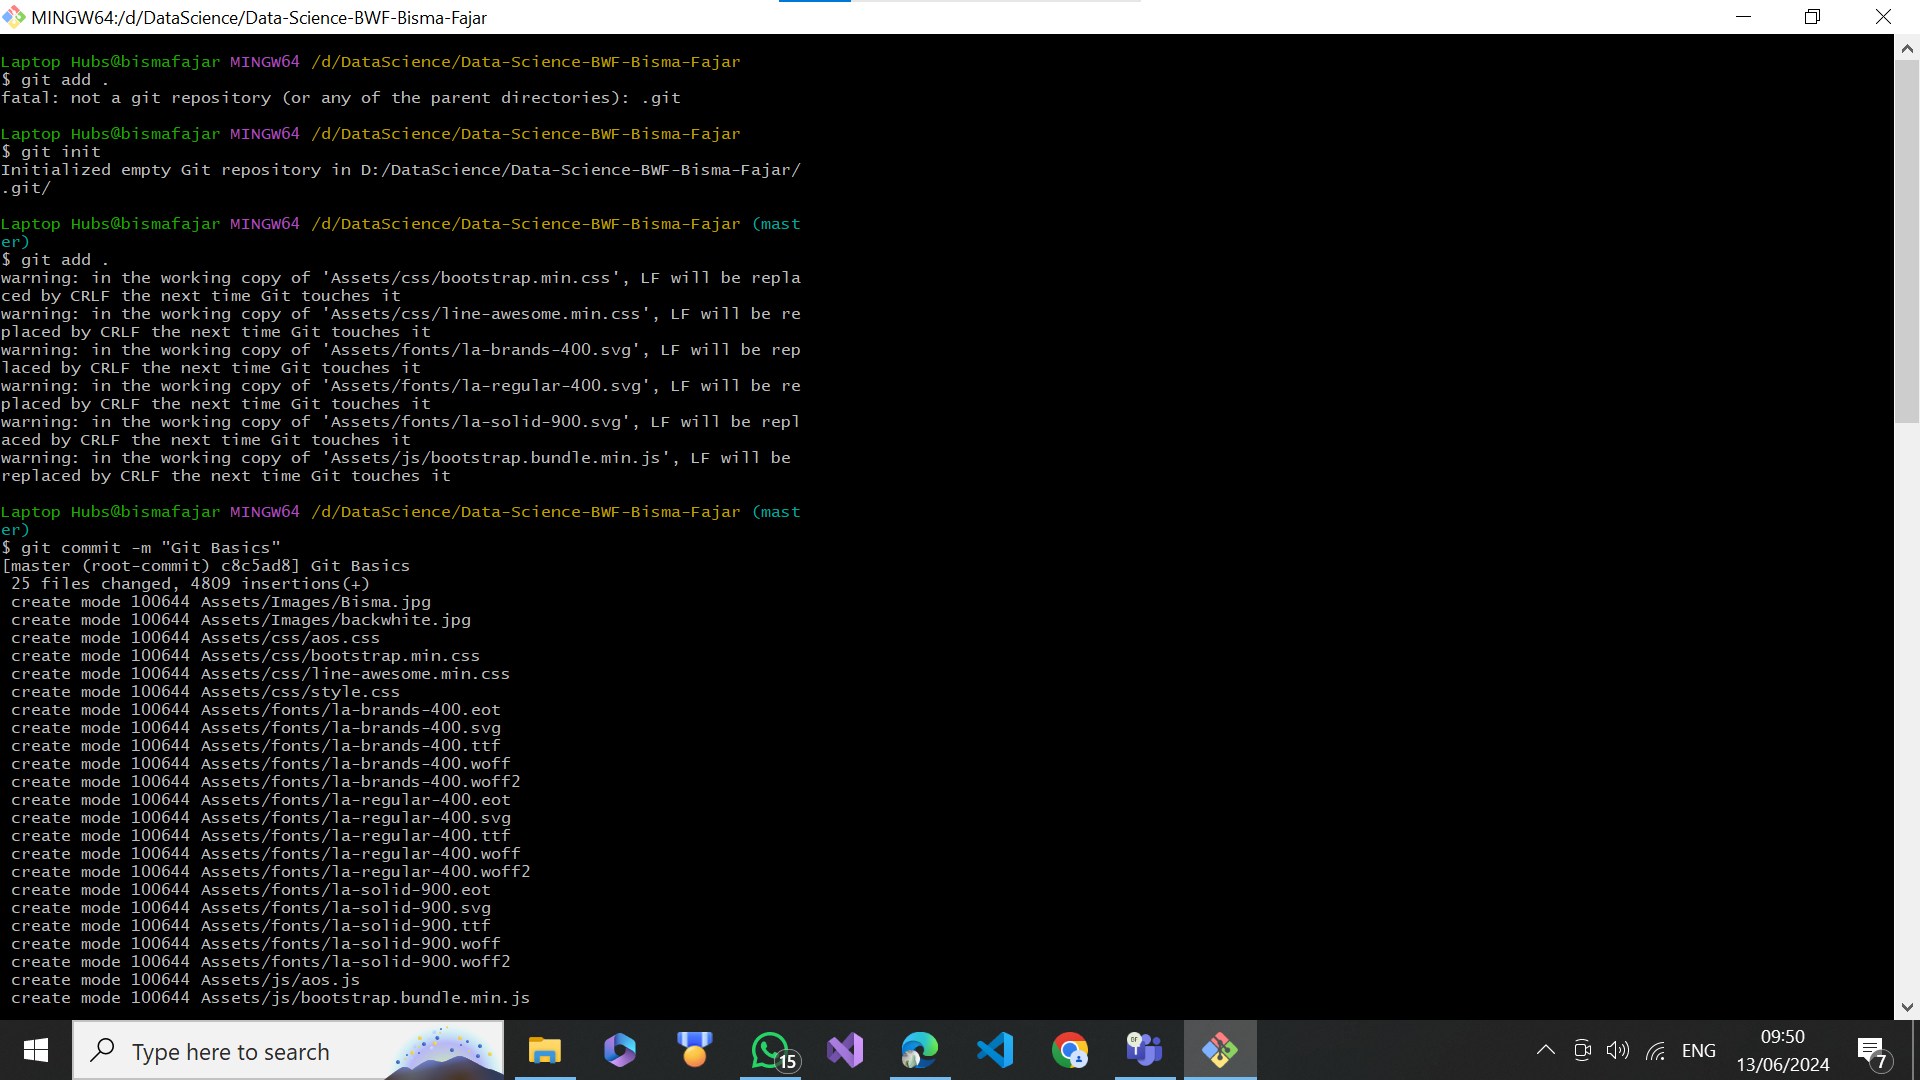 MINGW64:/d/DataScience/Data-Science-BWF-Bisma-Fajar
Laptop Hubs@bismafajar MINGW64 /d/DataScience/Data-Science-BWF-Bisma-Fajar
$ git add .
fatal: not a git repository (or any of the parent directories): .git
Laptop Hubs@bismafajar MINGW64 /d/DataScience/Data-Science-BWF-Bisma-Fajar
$ git init
Initialized empty Git repository in D:/DataScience/Data-Science-BWF-Bisma-Fajar/
.git/
Laptop Hubs@bismafajar MINGW64 /d/DataScience/Data-Science-BWF-Bisma-Fajar (mast
er)
$ git add .
warning: in the working copy of 'Assets/css/bootstrap.min.css', LF will be repla
ced by CRLF the next time Git touches it
warning: in the working copy of 'Assets/css/line-awesome.min.css', LF will be re
placed by CRLF the next time Git touches it
warning: in the working copy of 'Assets/fonts/la-brands-400.svg', LF will be rep
laced by CRLF the next time Git touches it
warning: in the working copy of 'Assets/fonts/la-regular-400.svg', LF will be re
placed by CRLF the next time Git touches it
warning: in the working copy of 'Assets/fonts/la-solid-900.svg', LF will be repl
aced by CRLF the next time Git touches it
warning: in the working copy of 'Assets/js/bootstrap.bundle.min.js', LF will be
replaced by CRLF the next time Git touches it
Laptop Hubs@bismafajar MINGW64 /d/DataScience/Data-Science-BWF-Bisma-Fajar (mast
er)
$ git commit -m "Git Basics"
[master (root-commit) c8c5ad8] Git Basics
25 files changed, 4809 insertions(+)
create mode 100644 Assets/Images/Bisma.jpg
create mode 100644 Assets/Images/backwhite.jpg
create mode 100644 Assets/css/aos.css
create mode 100644 Assets/css/bootstrap.min.css
create mode 100644 Assets/css/line-awesome.min.css
create mode 100644 Assets/css/style.css
create mode 100644 Assets/fonts/la-brands-400.eot
create mode 100644 Assets/fonts/la-brands-400.svg
create mode 100644 Assets/fonts/la-brands-400.ttf
create mode 100644 Assets/fonts/la-brands-400.woff
create mode 100644 Assets/fonts/la-brands-400.woff2
create mode 100644 Assets/fonts/la-regular-400.eot
create mode 100644 Assets/fonts/la-regular-400.svg
create mode 100644 Assets/fonts/la-regular-400.ttf
create mode 100644 Assets/fonts/la-regular-400.woff
create mode 100644 Assets/fonts/la-regular-400.woff2
create mode 100644 Assets/fonts/la-solid-900.eot
create mode 100644 Assets/fonts/la-solid-900.svg
create mode 100644 Assets/fonts/la-solid-900.ttf
create mode 100644 Assets/fonts/la-solid-900.woff
create mode 100644 Assets/fonts/la-solid-900.woff2
create mode 100644 Assets/js/aos.js
create mode 100644 Assets/js/bootstrap.bundle.min.js
Type here to search
15
ENG
09:50
13/06/2024
7